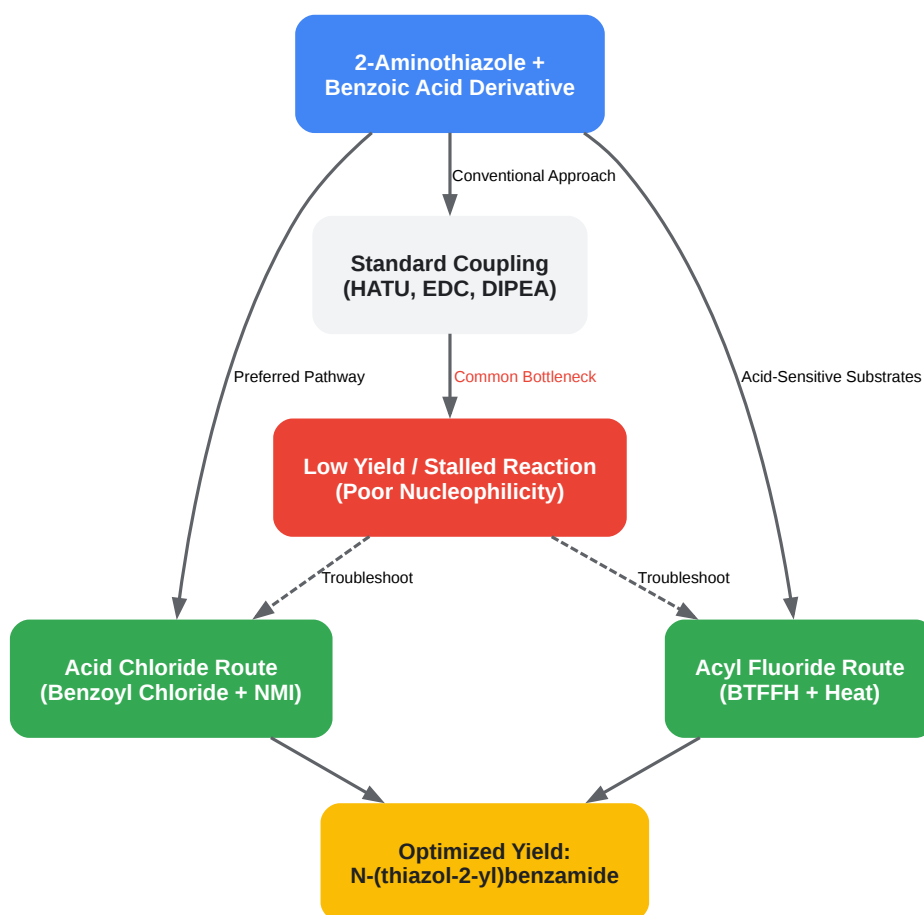 2-Aminothiazole +
Benzoic Acid Derivative
Conventional Approach
Standard Coupling
(HATU, EDC, DIPEA)
Preferred Pathway
Common Bottleneck
Acid-Sensitive Substrates
Low Yield / Stalled Reaction
(Poor Nucleophilicity)
Troubleshoot
Troubleshoot
Acid Chloride Route
(Benzoyl Chloride + NMI)
Acyl Fluoride Route
(BTFFH + Heat)
Optimized Yield:
N-(thiazol-2-yl)benzamide